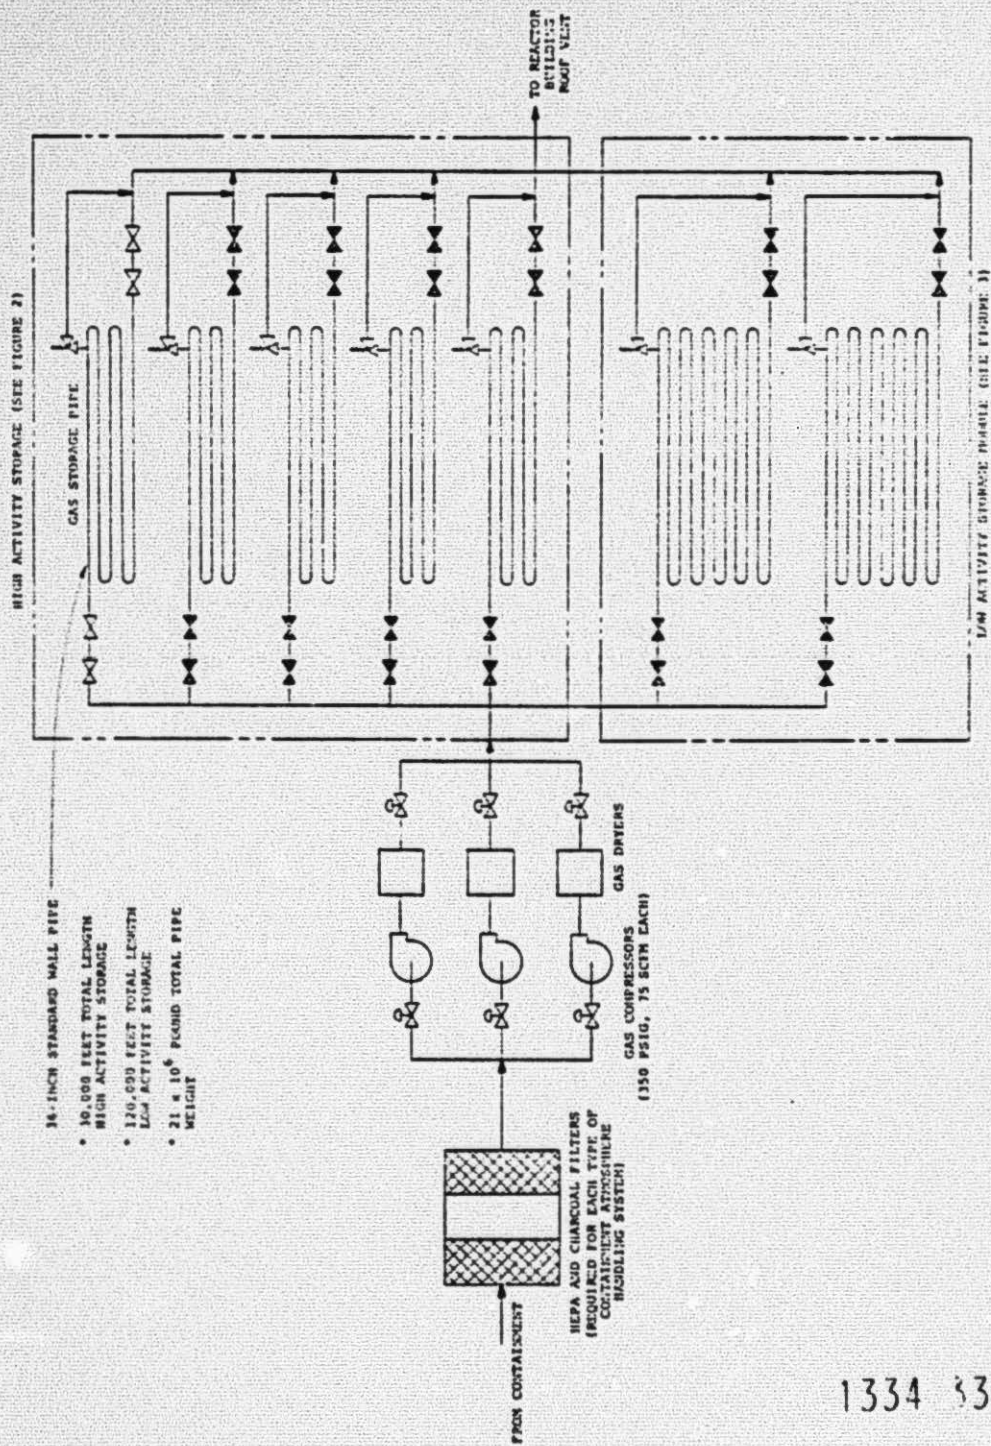 HIGH ACTIVITY STORAGE (SEE FIGURE 2)
GAS STORAGE PIPE
TO REACTOR
BUILDING
ROOF VENT
36-INCH STANDARD WALL PIPE
• 30,000 FEET TOTAL LENGTH
HIGH ACTIVITY STORAGE
• 120,000 FEET TOTAL LENGTH
LOW ACTIVITY STORAGE
• 21 x 10⁶ POUND TOTAL PIPE
WEIGHT
LOW ACTIVITY STORAGE MODULE (SEE FIGURE 3)
GAS DRYERS
GAS COMPRESSORS
(350 PSIG, 75 SCFM EACH)
HEPA AND CHARCOAL FILTERS
(REQUIRED FOR EACH TYPE OF
CONTAINMENT ATMOSPHERE
HANDLING SYSTEM)
FROM CONTAINMENT
1334 33